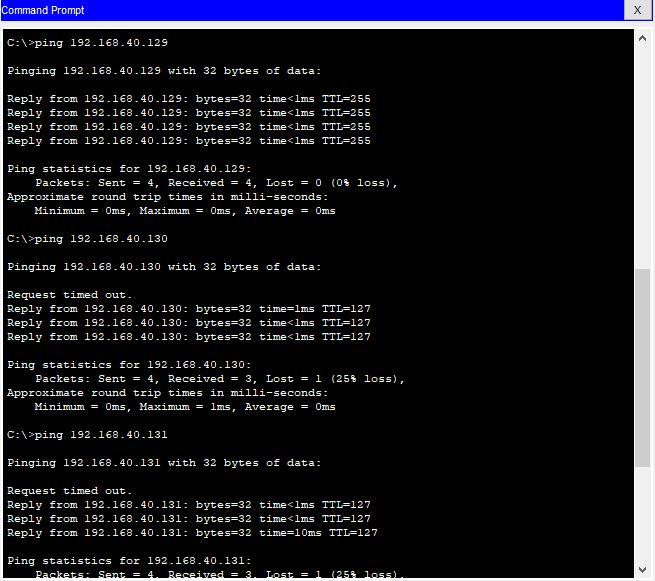 Command Prompt
X
C:\>ping 192.168.40.129
Pinging 192.168.40.129 with 32 bytes of data:
Reply from 192.168.40.129: bytes=32 time<1ms TTL=255
Reply from 192.168.40.129: bytes=32 time<1ms TTL=255
Reply from 192.168.40.129: bytes=32 time<1ms TTL=255
Reply from 192.168.40.129: bytes=32 time<1ms TTL=255
Ping statistics for 192.168.40.129:
    Packets: Sent = 4, Received = 4, Lost = 0 (0% loss),
Approximate round trip times in milli-seconds:
    Minimum = 0ms, Maximum = 0ms, Average = 0ms
C:\>ping 192.168.40.130
Pinging 192.168.40.130 with 32 bytes of data:
Request timed out.
Reply from 192.168.40.130: bytes=32 time=1ms TTL=127
Reply from 192.168.40.130: bytes=32 time<1ms TTL=127
Reply from 192.168.40.130: bytes=32 time<1ms TTL=127
Ping statistics for 192.168.40.130:
    Packets: Sent = 4, Received = 3, Lost = 1 (25% loss),
Approximate round trip times in milli-seconds:
    Minimum = 0ms, Maximum = 1ms, Average = 0ms
C:\>ping 192.168.40.131
Pinging 192.168.40.131 with 32 bytes of data:
Request timed out.
Reply from 192.168.40.131: bytes=32 time<1ms TTL=127
Reply from 192.168.40.131: bytes=32 time<1ms TTL=127
Reply from 192.168.40.131: bytes=32 time=10ms TTL=127
Ping statistics for 192.168.40.131:
    Packets: Sent = 4, Received = 3, Lost = 1 (25% loss),